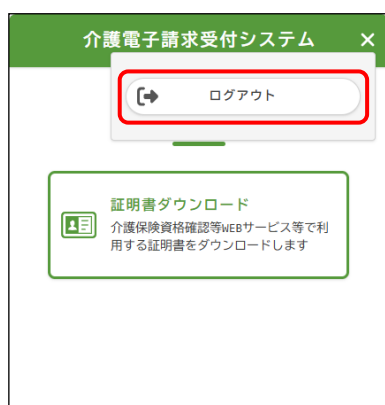 介護電子請求受付システム ×
ログアウト
証明書ダウンロード
介護保険資格確認等WEBサービス等で利
用する証明書をダウンロードします